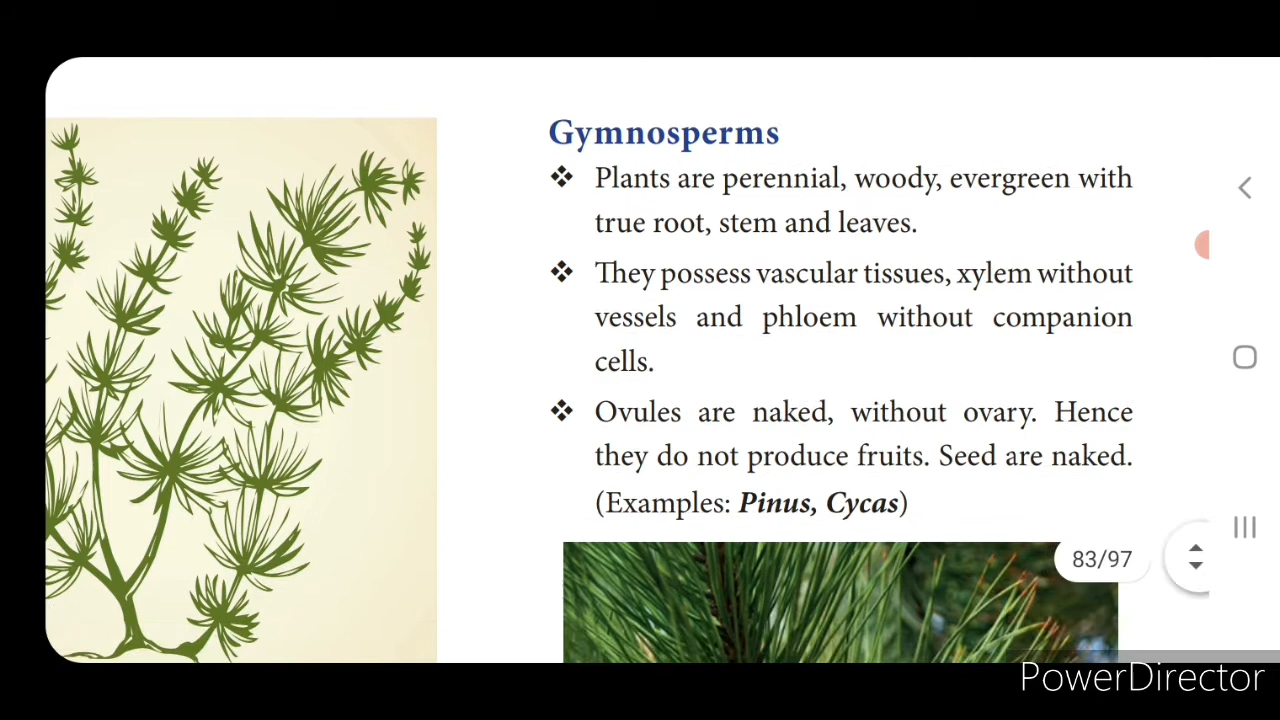 Gymnosperms
❖ Plants are perennial, woody, evergreen with
true root, stem and leaves.
❖ They possess vascular tissues, xylem without
vessels and phloem without companion
cells.
❖ Ovules are naked, without ovary. Hence
they do not produce fruits. Seed are naked.
(Examples: Pinus, Cycas)
83/97
PowerDirector